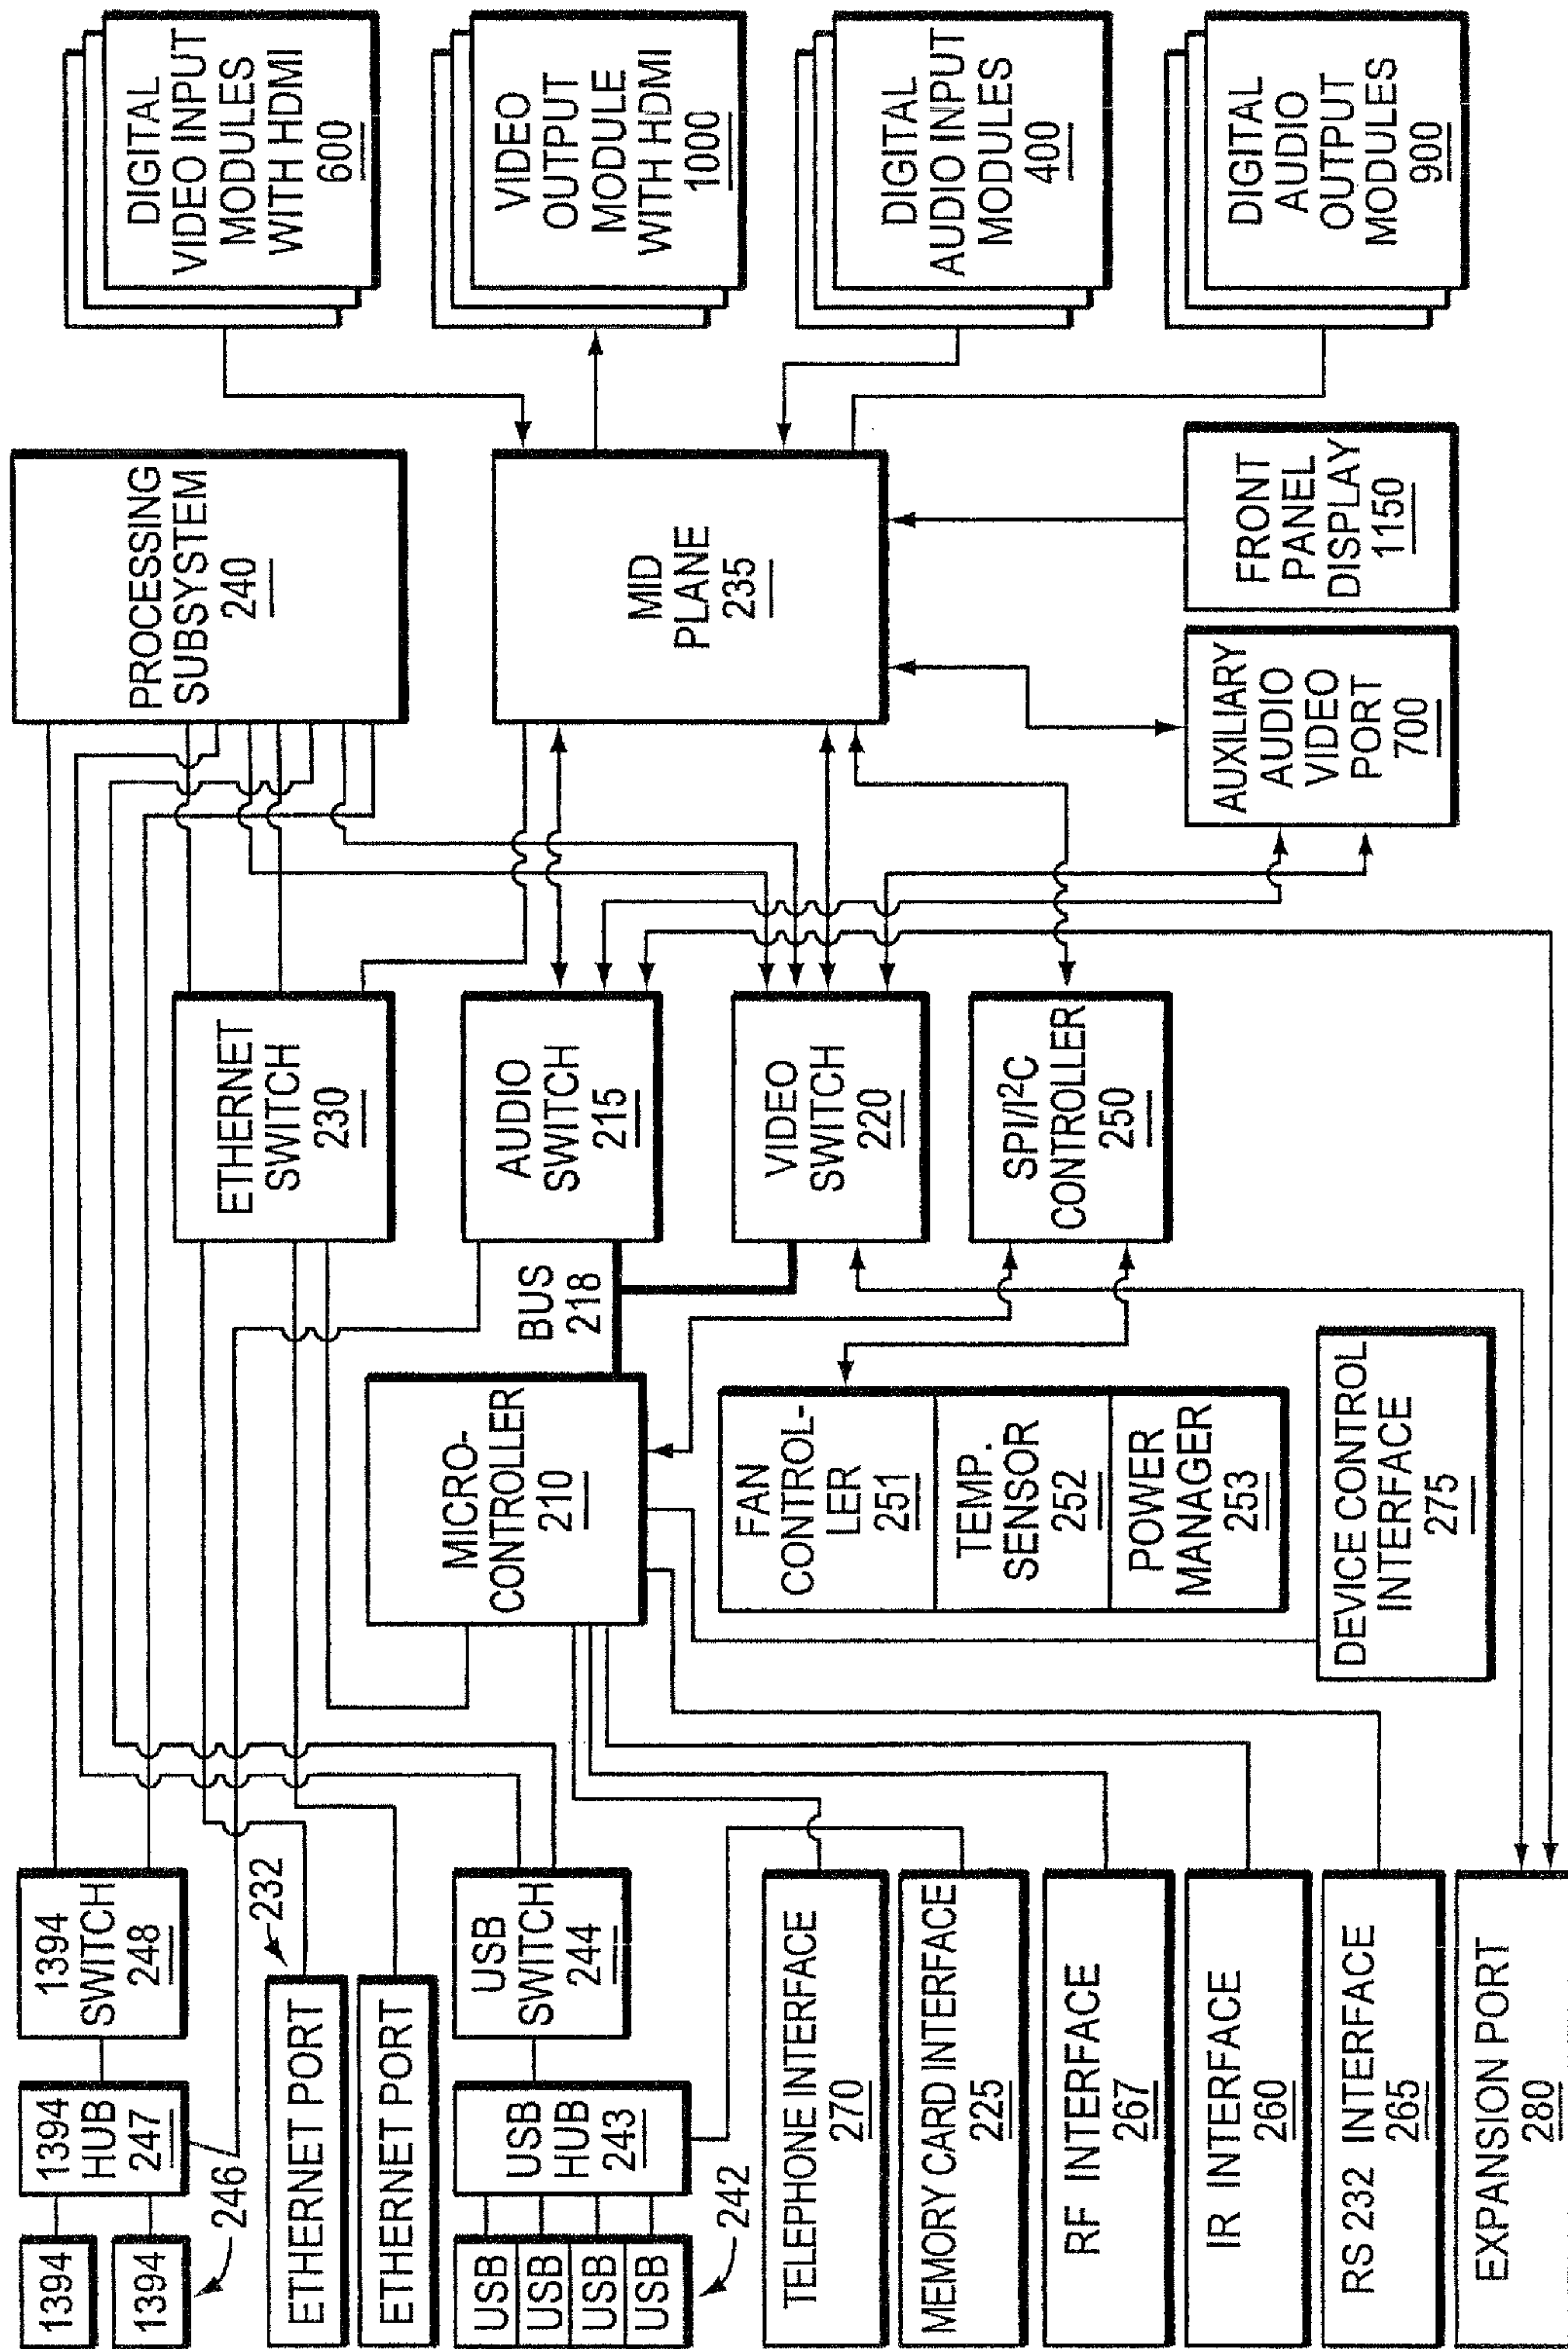 1394
1394
246
1394
HUB
247
1394
SWITCH
248
ETHERNET PORT
ETHERNET PORT
232
USB
USB
USB
USB
242
USB
HUB
243
USB
SWITCH
244
TELEPHONE INTERFACE
270
MEMORY CARD INTERFACE
225
RF INTERFACE
267
IR INTERFACE
260
RS 232 INTERFACE
265
EXPANSION PORT
280
MICRO-
CONTROLLER
210
BUS
218
FAN
CONTROL-
LER
251
TEMP.
SENSOR
252
POWER
MANAGER
253
DEVICE CONTROL
INTERFACE
275
ETHERNET
SWITCH
230
AUDIO
SWITCH
215
VIDEO
SWITCH
220
SPI/I²C
CONTROLLER
250
PROCESSING
SUBSYSTEM
240
MID
PLANE
235
AUXILIARY
AUDIO
VIDEO
PORT
700
FRONT
PANEL
DISPLAY
1150
DIGITAL
VIDEO INPUT
MODULES
WITH HDMI
600
VIDEO
OUTPUT
MODULE
WITH HDMI
1000
DIGITAL
AUDIO INPUT
MODULES
400
DIGITAL
AUDIO
OUTPUT
MODULES
900